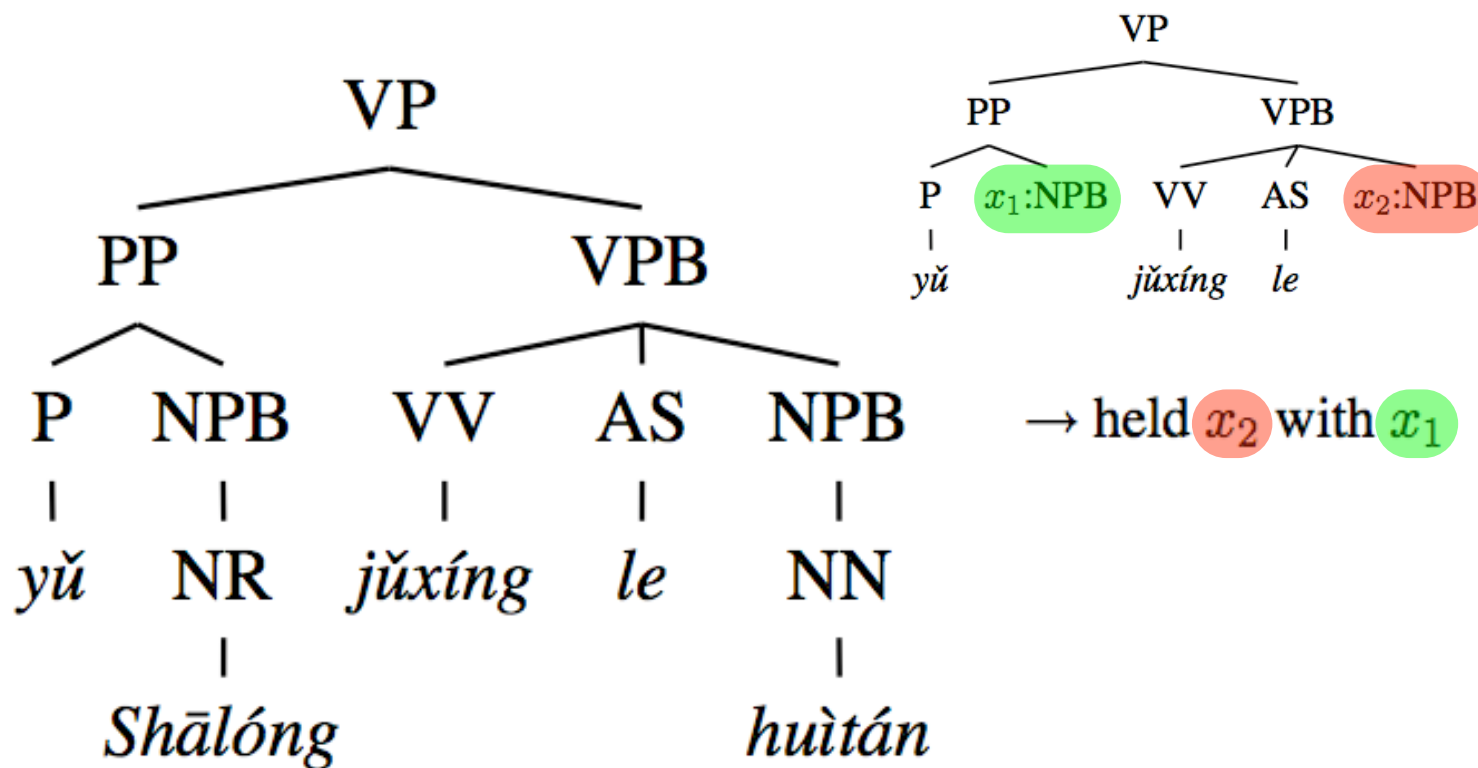 VP
PP VPB
P NPB VV AS NPB
yǔ NR jǔxíng le NN
Shālóng huìtán
VP
PP VPB
P x₁:NPB VV AS x₂:NPB
yǔ jǔxíng le
→ held x₂ with x₁